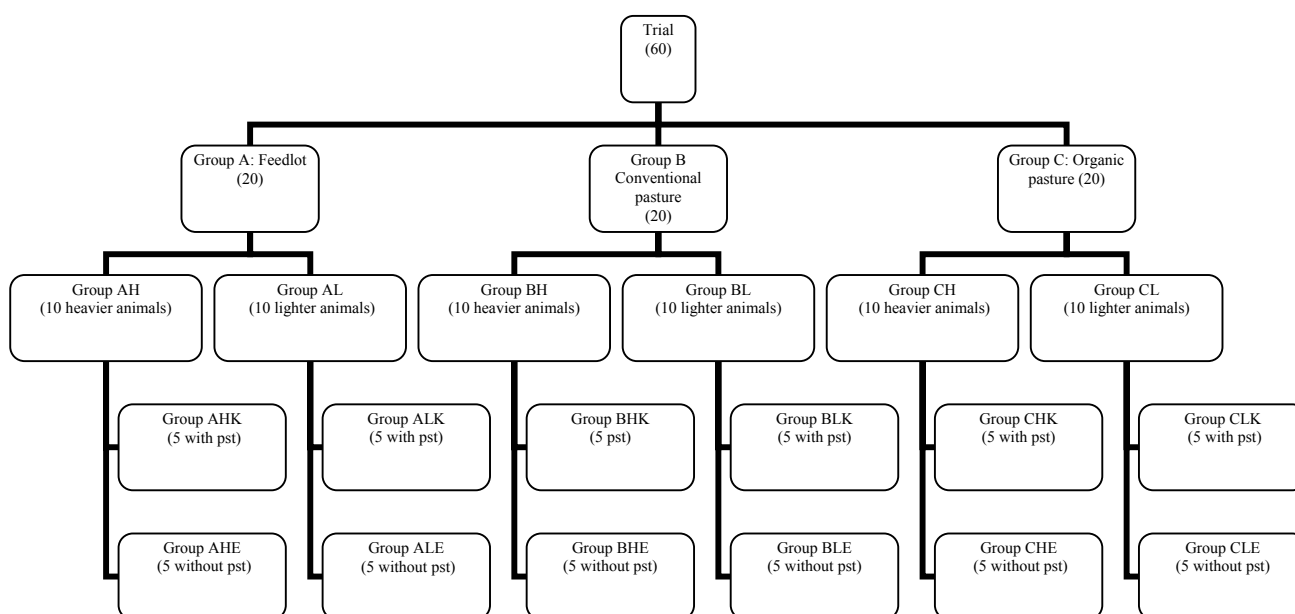 Trial
(60)
Group A: Feedlot
(20)
Group B
Conventional
pasture
(20)
Group C: Organic
pasture (20)
Group AH
(10 heavier animals)
Group AL
(10 lighter animals)
Group BH
(10 heavier animals)
Group BL
(10 lighter animals)
Group CH
(10 heavier animals)
Group CL
(10 lighter animals)
Group AHK
(5 with pst)
Group ALK
(5 with pst)
Group BHK
(5 pst)
Group BLK
(5 with pst)
Group CHK
(5 with pst)
Group CLK
(5 with pst)
Group AHE
(5 without pst)
Group ALE
(5 without pst)
Group BHE
(5 without pst)
Group BLE
(5 without pst)
Group CHE
(5 without pst)
Group CLE
(5 without pst)